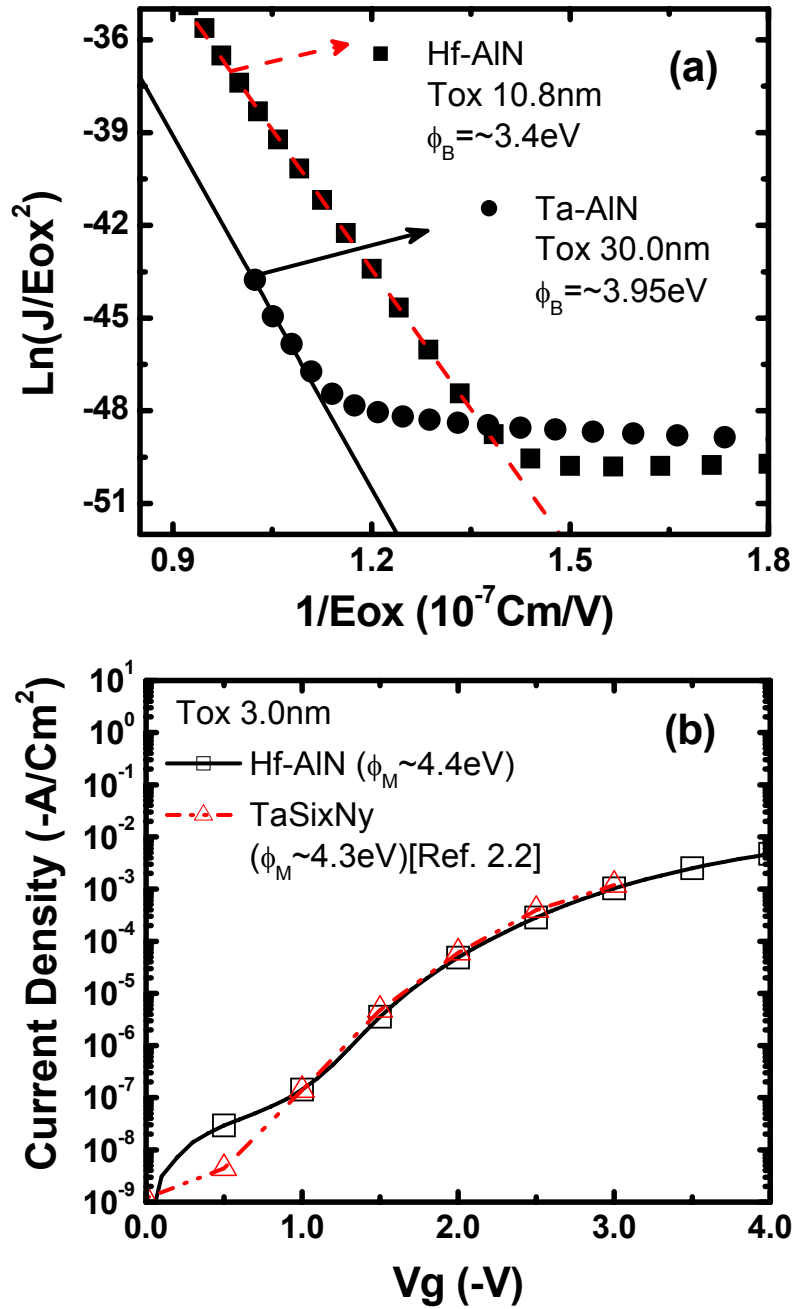 (a)
Hf-AlN
Tox 10.8nm
ϕB=~3.4eV
Ta-AlN
Tox 30.0nm
ϕB=~3.95eV
Ln(J/Eox²)
-36
-39
-42
-45
-48
-51
0.9 1.2 1.5 1.8
1/Eox (10⁻⁷Cm/V)
(b)
Tox 3.0nm
Hf-AlN (ϕM~4.4eV)
TaSixNy
(ϕM~4.3eV)[Ref. 2.2]
Current Density (-A/Cm²)
10¹
10⁰
10⁻¹
10⁻²
10⁻³
10⁻⁴
10⁻⁵
10⁻⁶
10⁻⁷
10⁻⁸
10⁻⁹
0.0 1.0 2.0 3.0 4.0
Vg (-V)